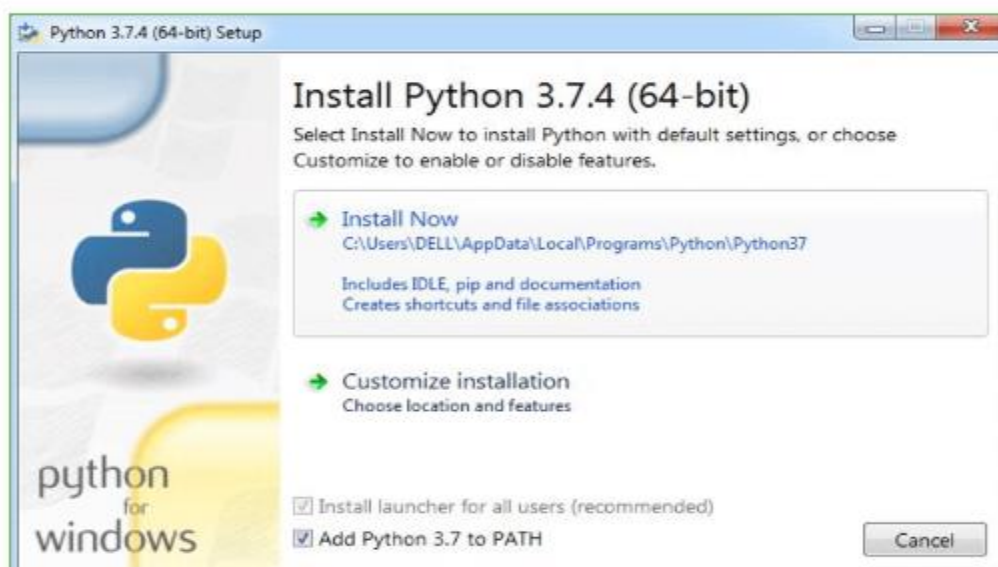 Python 3.7.4 (64-bit) Setup
Install Python 3.7.4 (64-bit)
Select Install Now to install Python with default settings, or choose
Customize to enable or disable features.
Install Now
C:\Users\DELL\AppData\Local\Programs\Python\Python37
Includes IDLE, pip and documentation
Creates shortcuts and file associations
Customize installation
Choose location and features
python
for
windows
Install launcher for all users (recommended)
Add Python 3.7 to PATH
Cancel